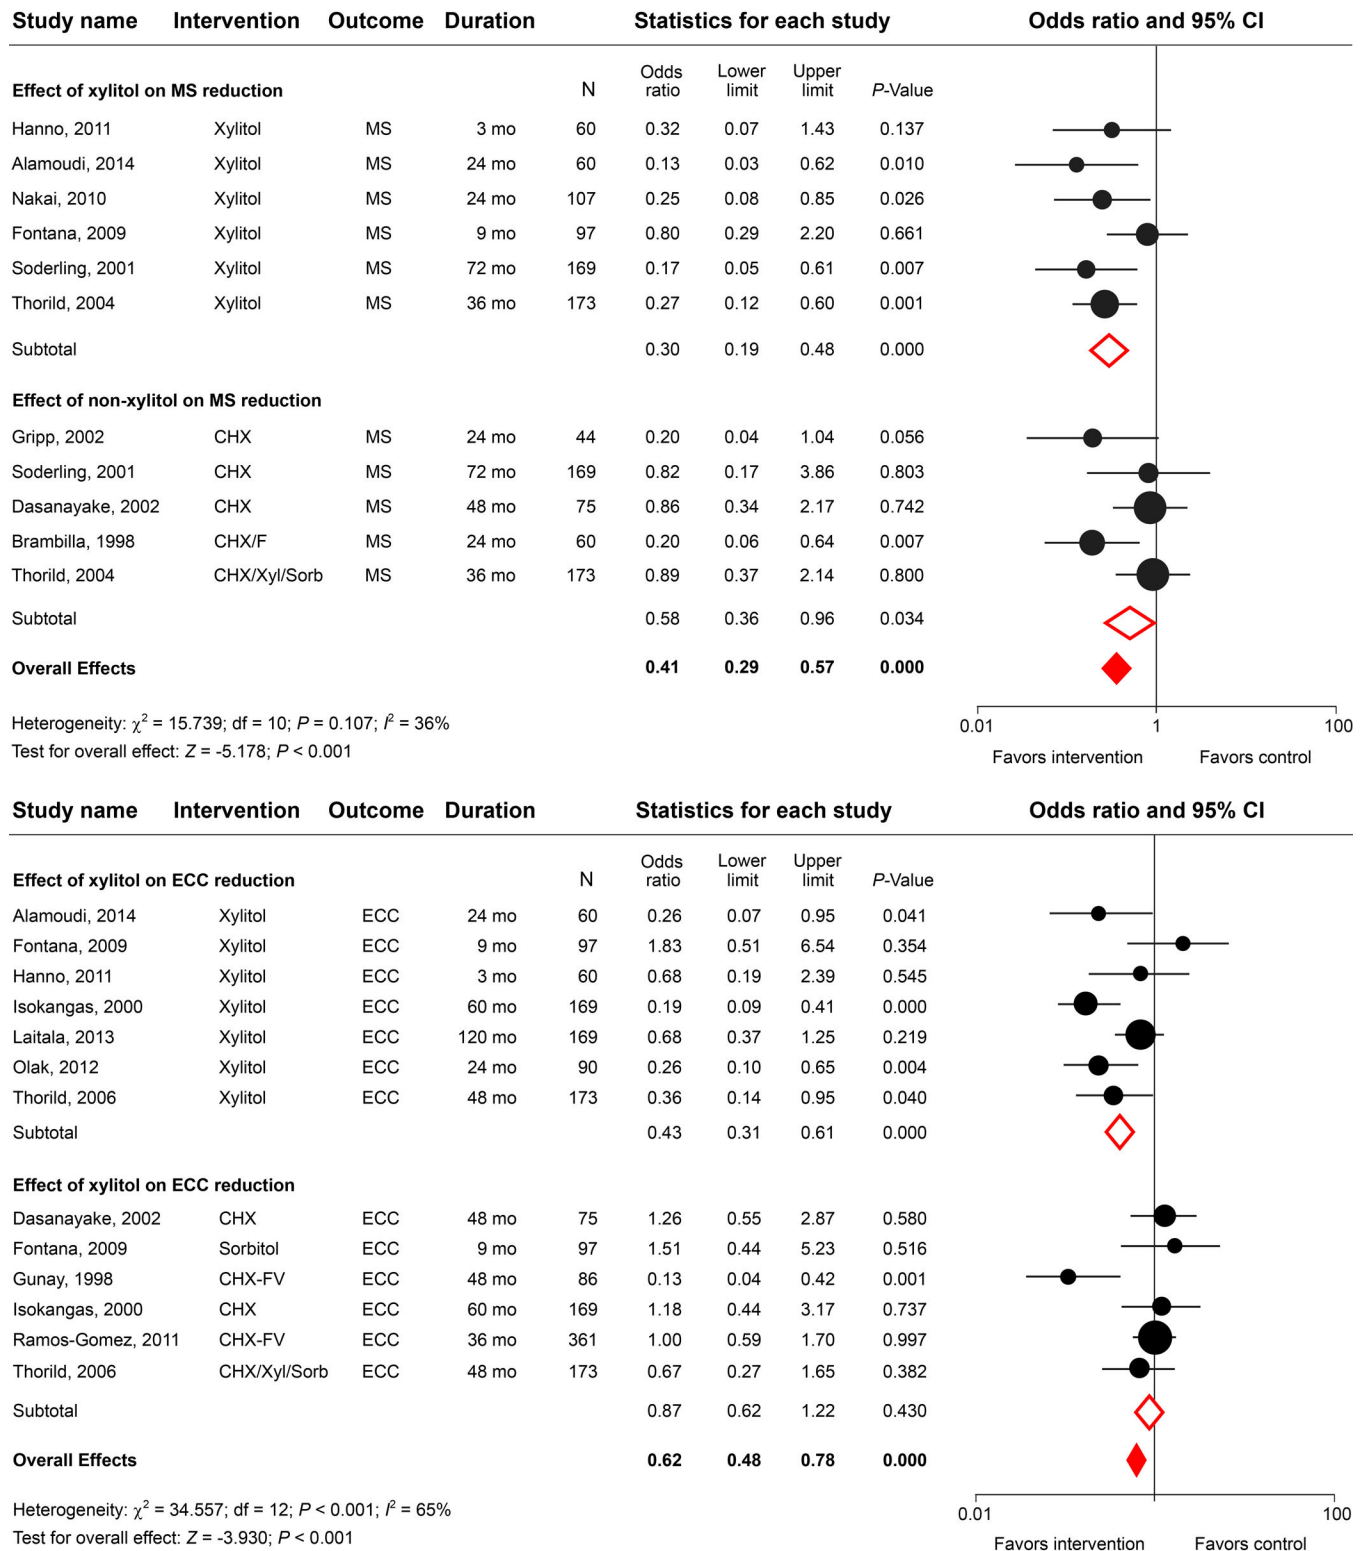 Study name Intervention Outcome Duration Statistics for each study Odds ratio and 95% CI
Effect of xylitol on MS reduction N Odds ratio Lower limit Upper limit P-Value
Hanno, 2011 Xylitol MS 3 mo 60 0.32 0.07 1.43 0.137
Alamoudi, 2014 Xylitol MS 24 mo 60 0.13 0.03 0.62 0.010
Nakai, 2010 Xylitol MS 24 mo 107 0.25 0.08 0.85 0.026
Fontana, 2009 Xylitol MS 9 mo 97 0.80 0.29 2.20 0.661
Soderling, 2001 Xylitol MS 72 mo 169 0.17 0.05 0.61 0.007
Thorild, 2004 Xylitol MS 36 mo 173 0.27 0.12 0.60 0.001
Subtotal 0.30 0.19 0.48 0.000
Effect of non-xylitol on MS reduction
Gripp, 2002 CHX MS 24 mo 44 0.20 0.04 1.04 0.056
Soderling, 2001 CHX MS 72 mo 169 0.82 0.17 3.86 0.803
Dasanayake, 2002 CHX MS 48 mo 75 0.86 0.34 2.17 0.742
Brambilla, 1998 CHX/F MS 24 mo 60 0.20 0.06 0.64 0.007
Thorild, 2004 CHX/Xyl/Sorb MS 36 mo 173 0.89 0.37 2.14 0.800
Subtotal 0.58 0.36 0.96 0.034
Overall Effects 0.41 0.29 0.57 0.000
Heterogeneity: χ² = 15.739; df = 10; P = 0.107; I² = 36%
0.01 1 100
Test for overall effect: Z = -5.178; P < 0.001
Favors intervention Favors control
Study name Intervention Outcome Duration Statistics for each study Odds ratio and 95% CI
Effect of xylitol on ECC reduction N Odds ratio Lower limit Upper limit P-Value
Alamoudi, 2014 Xylitol ECC 24 mo 60 0.26 0.07 0.95 0.041
Fontana, 2009 Xylitol ECC 9 mo 97 1.83 0.51 6.54 0.354
Hanno, 2011 Xylitol ECC 3 mo 60 0.68 0.19 2.39 0.545
Isokangas, 2000 Xylitol ECC 60 mo 169 0.19 0.09 0.41 0.000
Laitala, 2013 Xylitol ECC 120 mo 169 0.68 0.37 1.25 0.219
Olak, 2012 Xylitol ECC 24 mo 90 0.26 0.10 0.65 0.004
Thorild, 2006 Xylitol ECC 48 mo 173 0.36 0.14 0.95 0.040
Subtotal 0.43 0.31 0.61 0.000
Effect of xylitol on ECC reduction
Dasanayake, 2002 CHX ECC 48 mo 75 1.26 0.55 2.87 0.580
Fontana, 2009 Sorbitol ECC 9 mo 97 1.51 0.44 5.23 0.516
Gunay, 1998 CHX-FV ECC 48 mo 86 0.13 0.04 0.42 0.001
Isokangas, 2000 CHX ECC 60 mo 169 1.18 0.44 3.17 0.737
Ramos-Gomez, 2011 CHX-FV ECC 36 mo 361 1.00 0.59 1.70 0.997
Thorild, 2006 CHX/Xyl/Sorb ECC 48 mo 173 0.67 0.27 1.65 0.382
Subtotal 0.87 0.62 1.22 0.430
Overall Effects 0.62 0.48 0.78 0.000
Heterogeneity: χ² = 34.557; df = 12; P < 0.001; I² = 65%
0.01 100
Test for overall effect: Z = -3.930; P < 0.001
Favors intervention Favors control